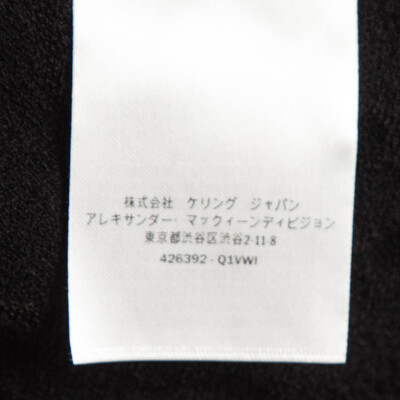 株式会社 ケリング ジャパン
アレキサンダー・マックィーンディビジョン
東京都渋谷区渋谷2-11-8
426392 - Q1VWI